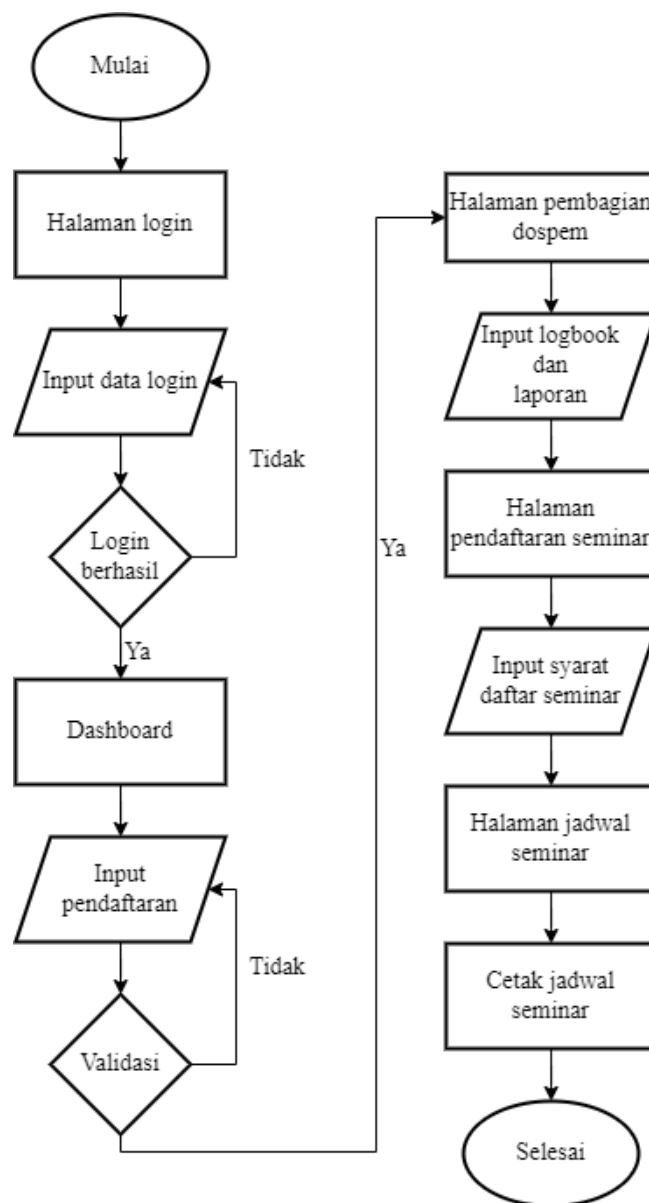 Mulai
Halaman login
Input data login
Tidak
Login
berhasil
Ya
Dashboard
Input
pendaftaran
Tidak
Validasi
Ya
Halaman pembagian
dospem
Input logbook
dan
laporan
Halaman
pendaftaran seminar
Input syarat
daftar seminar
Halaman jadwal
seminar
Cetak jadwal
seminar
Selesai